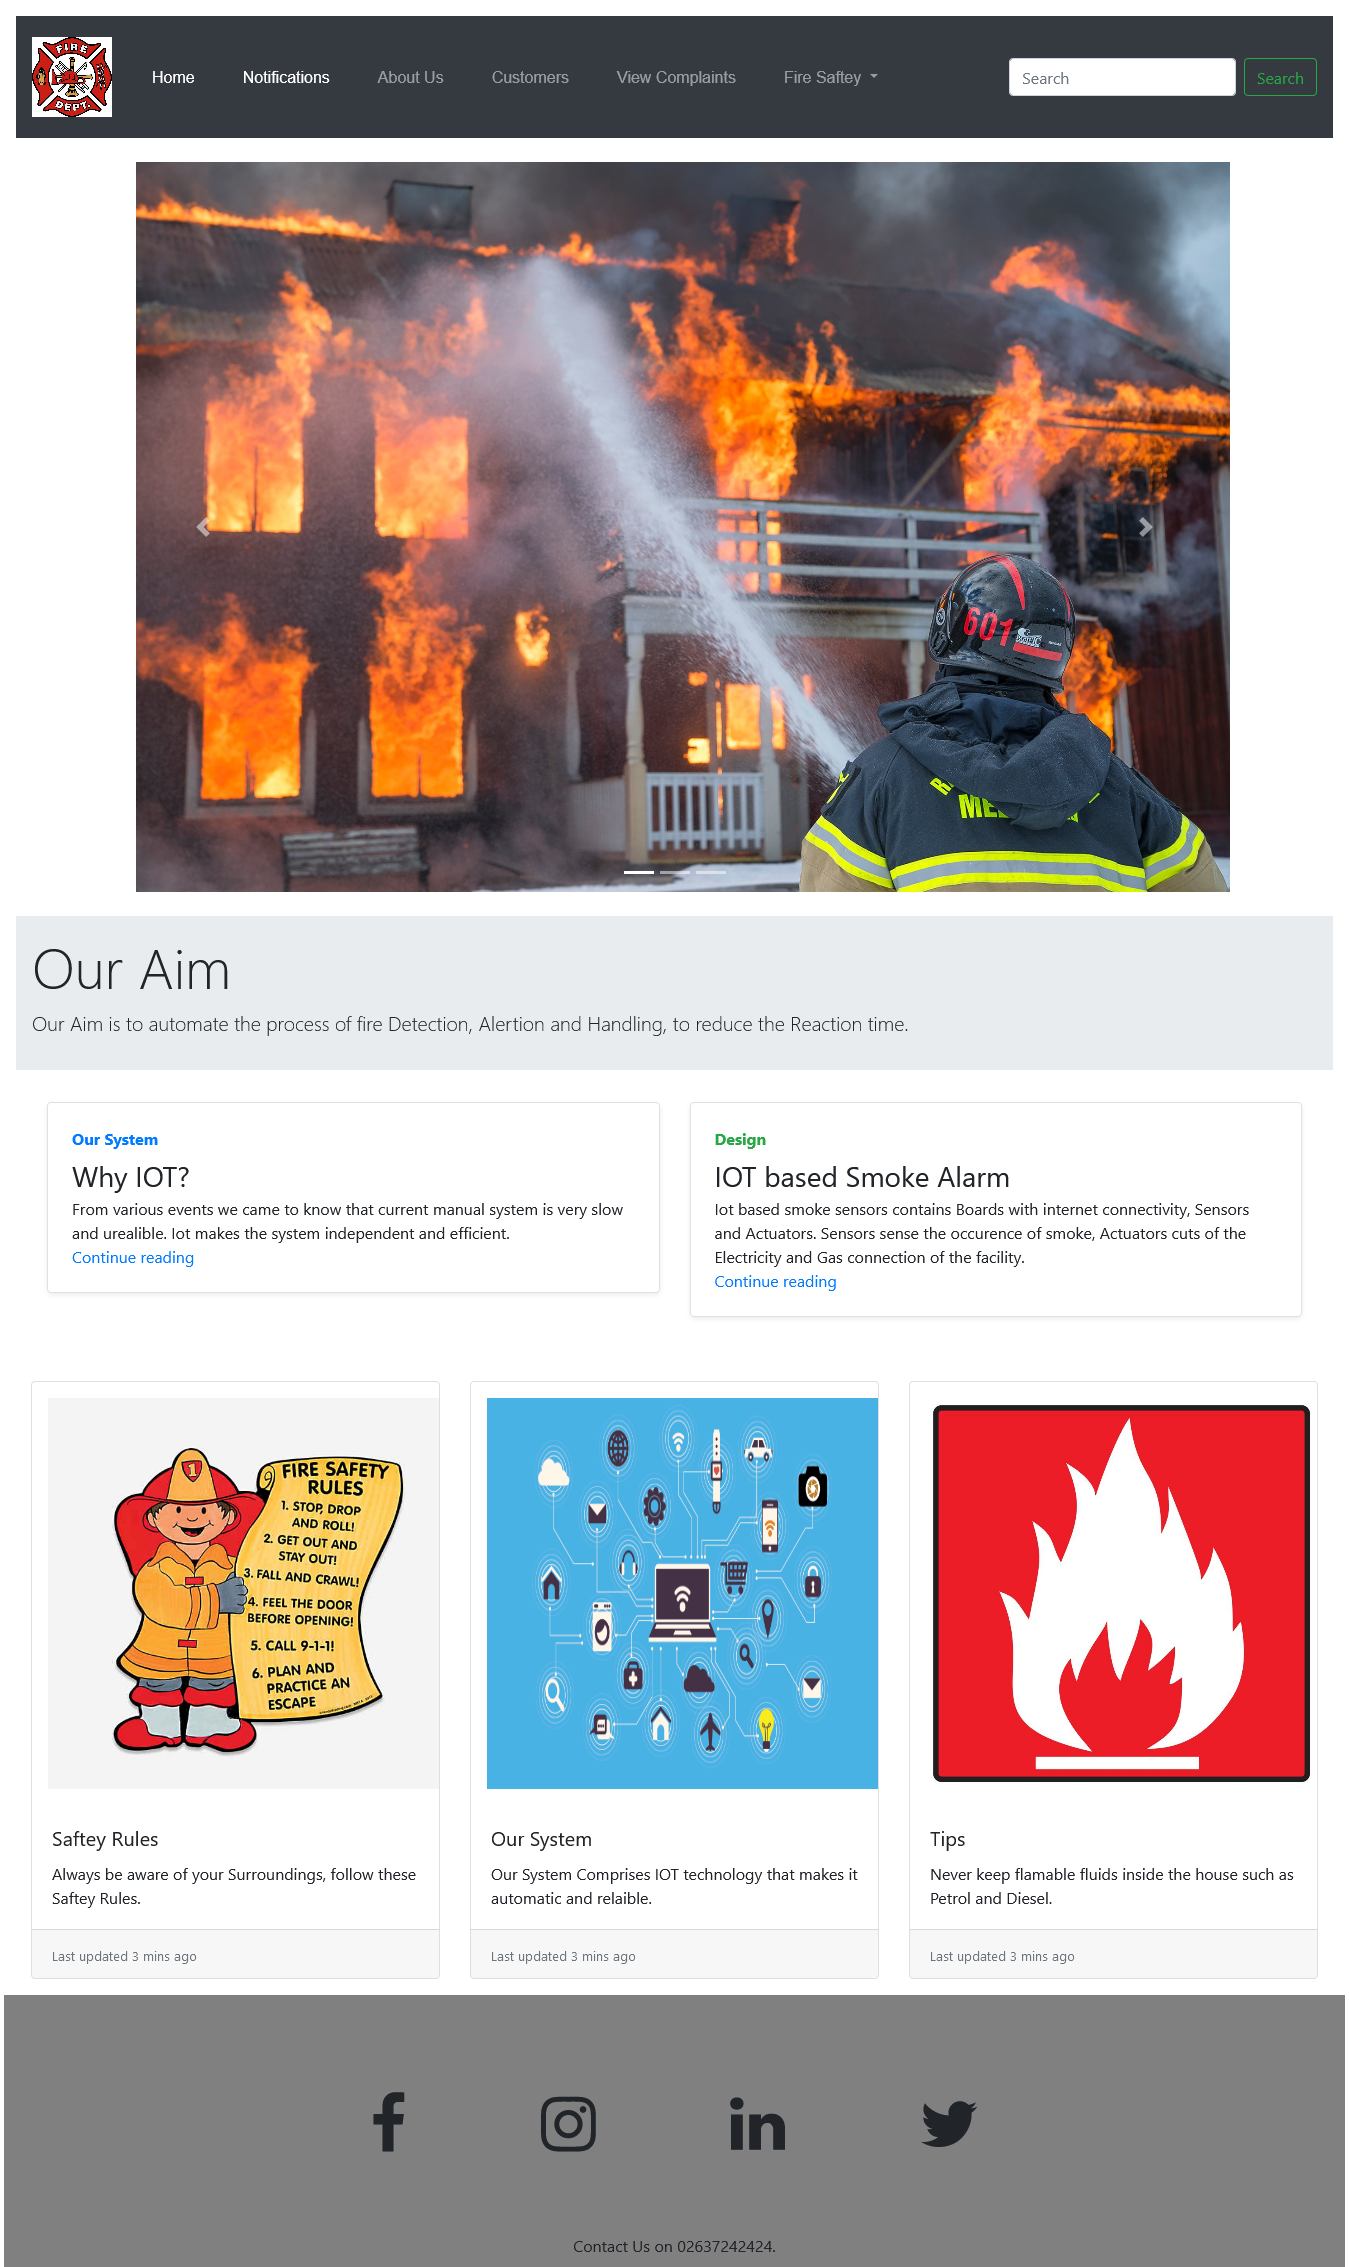 FIRE
DEPT.
Home
Notifications
About Us
Customers
View Complaints
Fire Saftey
Search
Search
601
Our Aim
Our Aim is to automate the process of fire Detection, Alertion and Handling, to reduce the Reaction time.
Our System
Why IOT?
From various events we came to know that current manual system is very slow
and urealible. Iot makes the system independent and efficient.
Continue reading
Design
IOT based Smoke Alarm
Iot based smoke sensors contains Boards with internet connectivity, Sensors
and Actuators. Sensors sense the occurence of smoke, Actuators cuts of the
Electricity and Gas connection of the facility.
Continue reading
1
FIRE SAFETY
RULES
1. STOP, DROP
AND ROLL!
2. GET OUT AND
STAY OUT!
3. FALL AND CRAWL!
4. FEEL THE DOOR
BEFORE OPENING!
5. CALL 9-1-1!
6. PLAN AND
PRACTICE AN
ESCAPE
Saftey Rules
Always be aware of your Surroundings, follow these
Saftey Rules.
Last updated 3 mins ago
Our System
Our System Comprises IOT technology that makes it
automatic and relaible.
Last updated 3 mins ago
Tips
Never keep flamable fluids inside the house such as
Petrol and Diesel.
Last updated 3 mins ago
Contact Us on 02637242424.